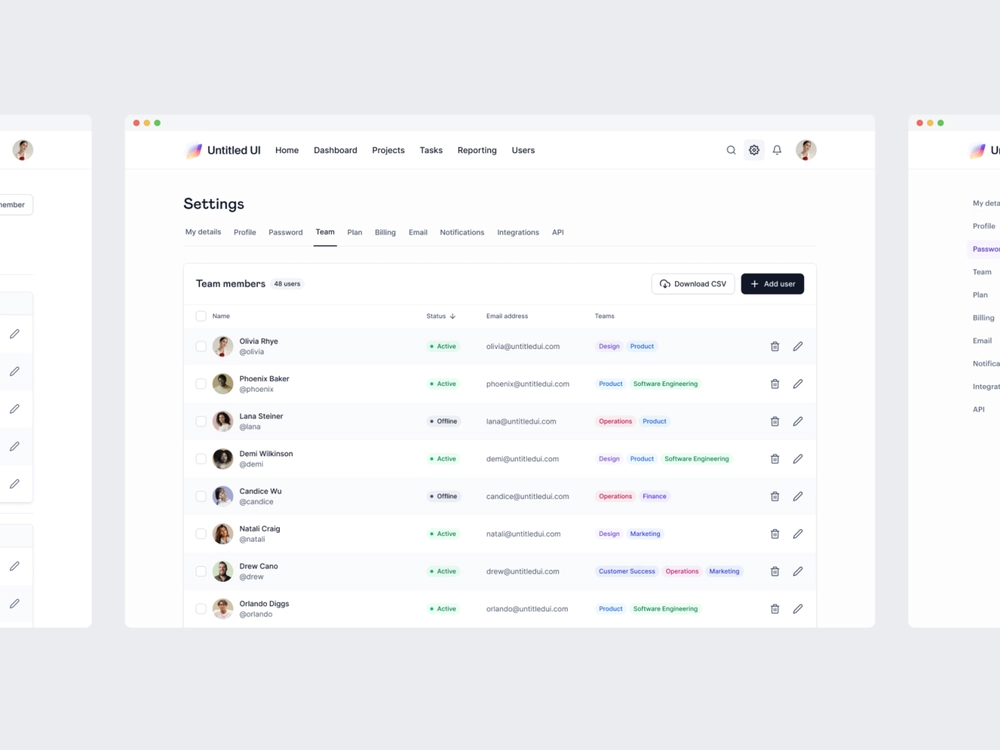 ember
Untitled UI Home Dashboard Projects Tasks Reporting Users
Settings
My details Profile Password Team Plan Billing Email Notifications Integrations API
Team members 48 users Download CSV Add user
Name Status Email address Teams
Olivia Rhye Active olivia@untitledui.com Design Product
@olivia
Phoenix Baker Active phoenix@untitledui.com Product Software Engineering
@phoenix
Lana Steiner Offline lana@untitledui.com Operations Product
@lana
Demi Wilkinson Active demi@untitledui.com Design Product Software Engineering
@demi
Candice Wu Offline candice@untitledui.com Operations Finance
@candice
Natali Craig Active natali@untitledui.com Design Marketing
@natali
Drew Cano Active drew@untitledui.com Customer Success Operations Marketing
@drew
Orlando Diggs Active orlando@untitledui.com Product Software Engineering
@orlando
My deta
Profile
Passwor
Team
Plan
Billing
Email
Notifica
Integrat
API